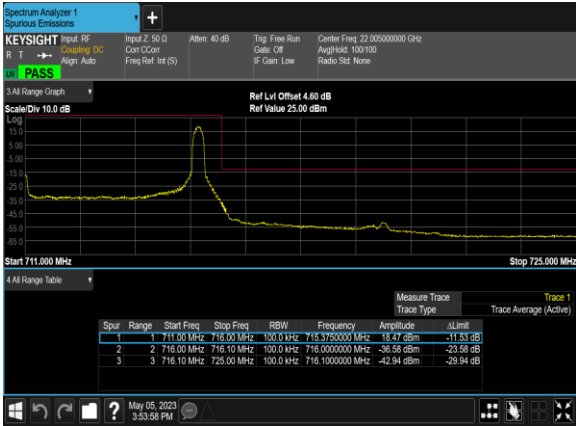 Spectrum Analyzer 1
Spurious Emissions
+
KEYSIGHT Input: RF Input Z: 50 Ω Atten: 40 dB Trig: Free Run Center Freq: 22.005000000 GHz
R T Coupling: DC Corr CCorr Gate: Off Avg|Hold: 100/100
Align: Auto Freq Ref: Int (S) IF Gain: Low Radio Std: None
LW PASS
3 All Range Graph
Ref Lvl Offset 4.60 dB
Scale/Div 10.0 dB Ref Value 25.00 dBm
Log
15.0
5.00
-5.00
-15.0
-25.0
-35.0
-45.0
-55.0
-65.0
Start 711.000 MHz Stop 725.000 MHz
4 All Range Table
Measure Trace Trace 1
Trace Type Trace Average (Active)
Spur Range Start Freq Stop Freq RBW Frequency Amplitude ΔLimit
1 1 711.00 MHz 716.00 MHz 100.0 kHz 715.3750000 MHz 18.47 dBm -11.53 dB
2 2 716.00 MHz 716.10 MHz 100.0 kHz 716.0000000 MHz -36.58 dBm -23.58 dB
3 3 716.10 MHz 725.00 MHz 100.0 kHz 716.1000000 MHz -42.94 dBm -29.94 dB
?
May 05, 2023
3:53:58 PM